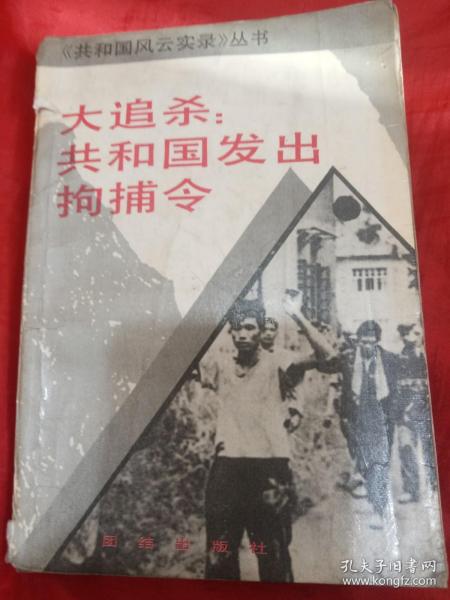 《共和国风云实录》丛书
大追杀：
共和国发出
拘捕令
团结出版社
孔夫子旧书网
www.kongfz.com